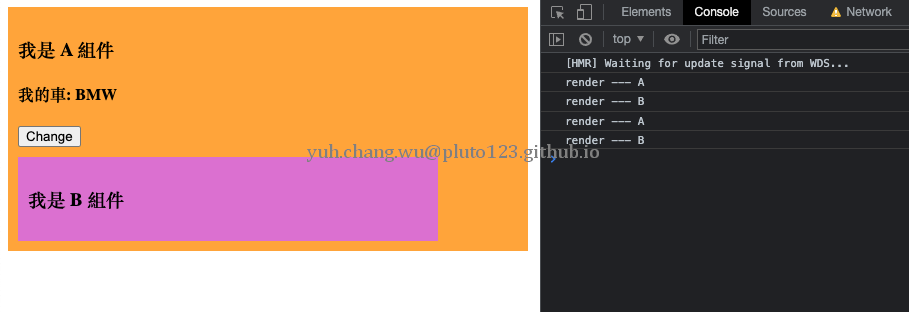 我是 A 組件
我的車: BMW
Change
我是 B 組件
Elements Console Sources Network
top Filter
[HMR] Waiting for update signal from WDS...
render --- A
render --- B
render --- A
render --- B
yuh.chang.wu@pluto123.github.io